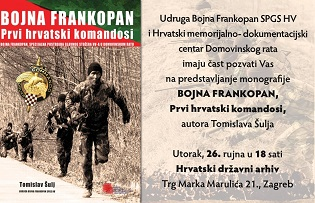 BOJNA FRANKOPAN
Prvi hrvatski komandosi
Tomislav Šulj
Udruga Bojna Frankopan SPGS HV
i Hrvatski memorijalno- dokumentacijski
centar Domovinskog rata
imaju čast pozvati Vas
na predstavljanje monografije
BOJNA FRANKOPAN,
Prvi hrvatski komandosi,
autora Tomislava Šulja
Utorak, 26. rujna u 18 sati
Hrvatski državni arhiv
Trg Marka Marulića 21., Zagreb